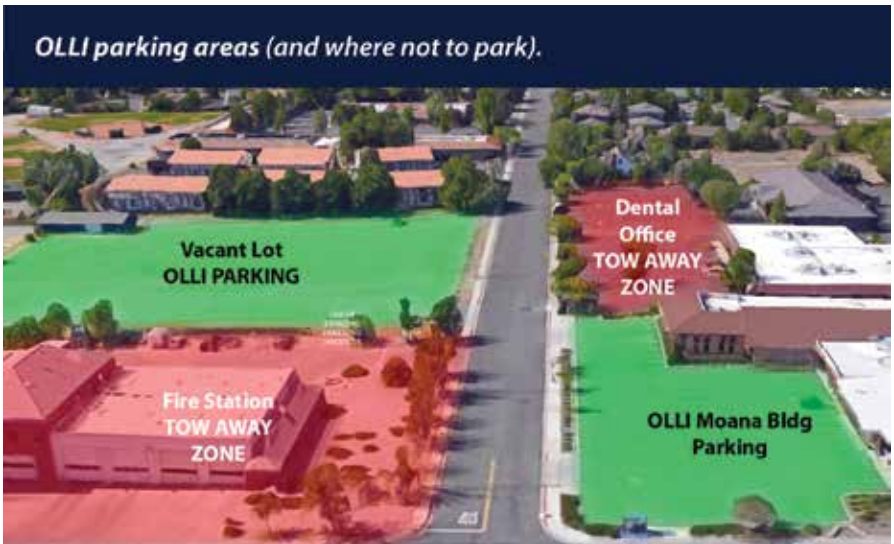 OLLI parking areas (and where not to park).
Vacant Lot
OLLI PARKING
Dental
Office
TOW AWAY
ZONE
Fire Station
TOW AWAY
ZONE
OLLI Moana Bldg
Parking